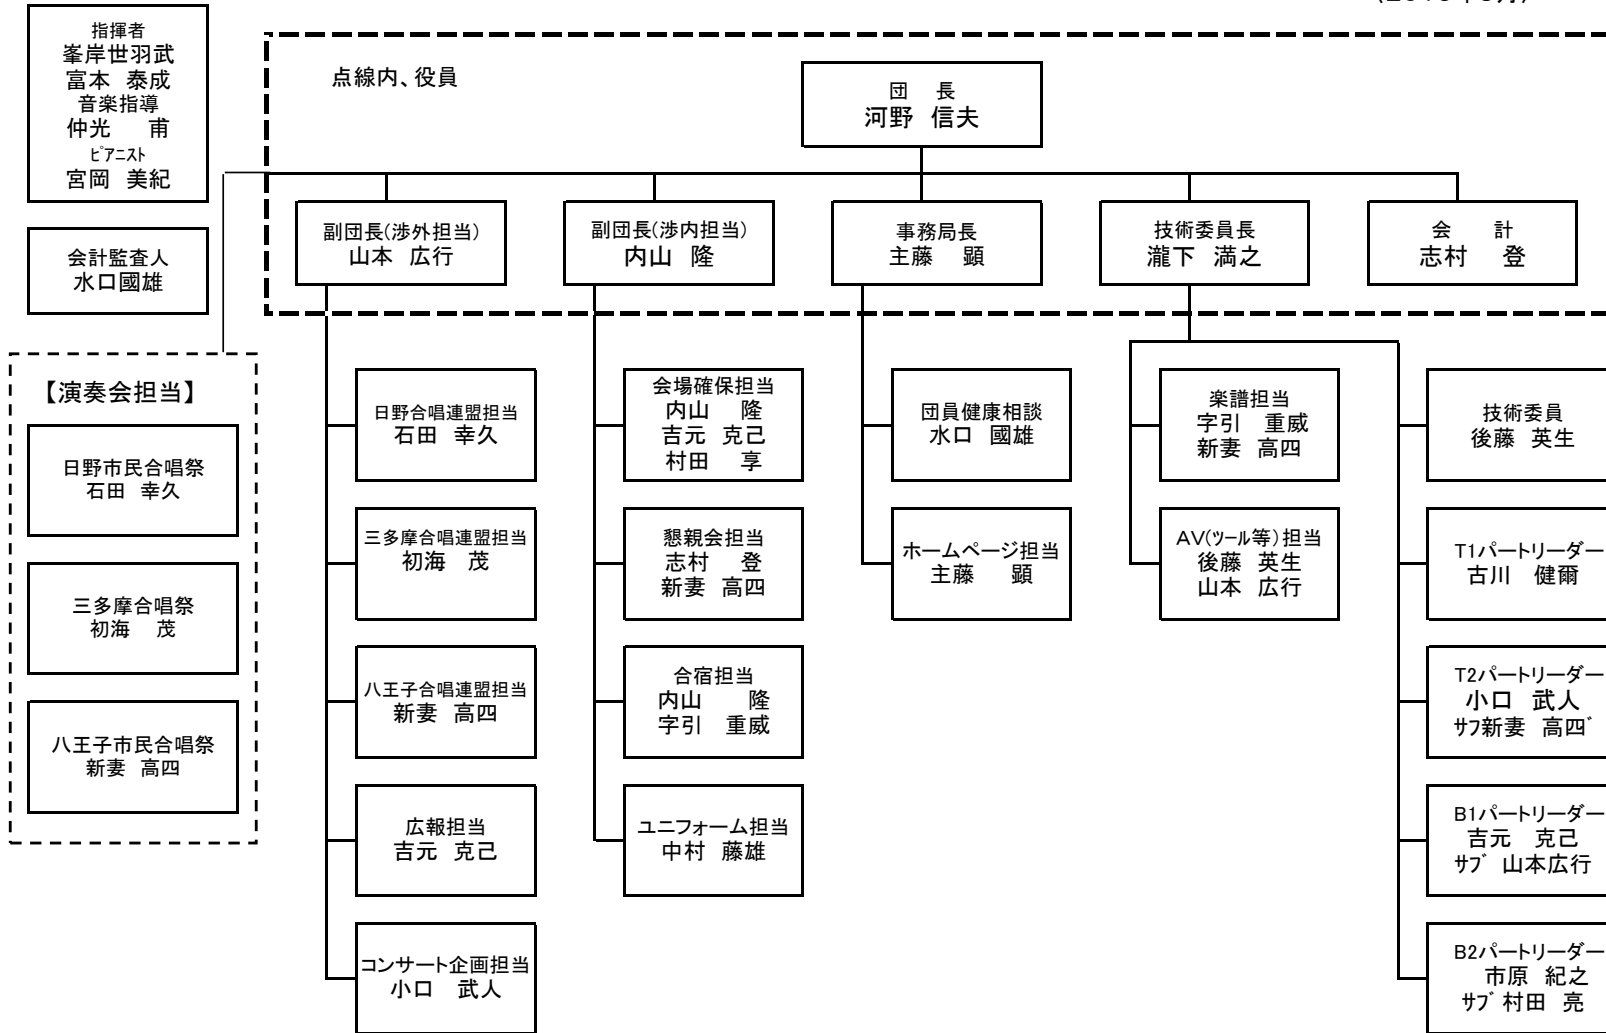 指揮者
峯岸世羽武
富本 泰成
音楽指導
仲光 甫
ピアニスト
宮岡 美紀
会計監査人
水口國雄
点線内、役員
団 長
河野 信夫
副団長(渉外担当)
山本 広行
副団長(渉内担当)
内山 隆
事務局長
主藤 顕
技術委員長
瀧下 満之
会 計
志村 登
【演奏会担当】
日野市民合唱祭
石田 幸久
三多摩合唱祭
初海 茂
八王子市民合唱祭
新妻 高四
日野合唱連盟担当
石田 幸久
三多摩合唱連盟担当
初海 茂
八王子合唱連盟担当
新妻 高四
広報担当
吉元 克己
コンサート企画担当
小口 武人
会場確保担当
内山 隆
吉元 克己
村田 享
懇親会担当
志村 登
新妻 高四
合宿担当
内山 隆
字引 重威
ユニフォーム担当
中村 藤雄
団員健康相談
水口 國雄
ホームページ担当
主藤 顕
楽譜担当
字引 重威
新妻 高四
AV(ツール等)担当
後藤 英生
山本 広行
技術委員
後藤 英生
T1パートリーダー
古川 健爾
T2パートリーダー
小口 武人
サフ新妻 高四゛
B1パートリーダー
吉元 克己
サブ 山本広行
B2パートリーダー
市原 紀之
サブ 村田 亮